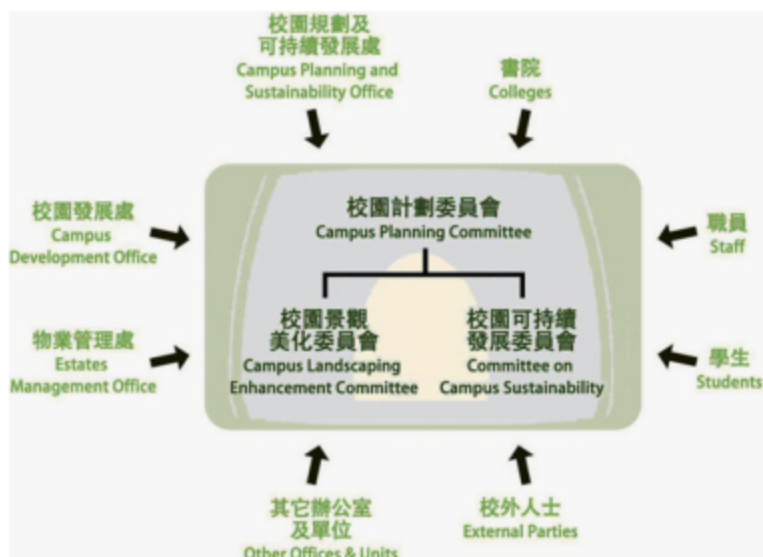 校園規劃及
可持續發展處
Campus Planning and
Sustainability Office
書院
Colleges
校園發展處
Campus
Development Office
校園計劃委員會
Campus Planning Committee
職員
Staff
物業管理處
Estates
Management Office
校園景觀
美化委員會
Campus Landscaping
Enhancement Committee
校園可持續
發展委員會
Committee on
Campus Sustainability
學生
Students
其它辦公室
及單位
Other Offices & Units
校外人士
External Parties